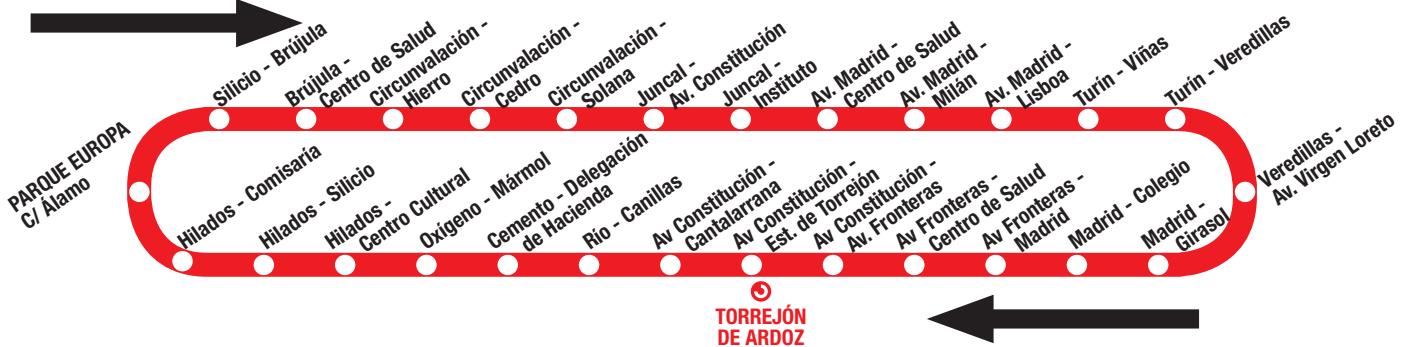 Silicio - Brújula
Brújula -
Centro de Salud
Circunvalación -
Hierro
Circunvalación -
Cedro
Circunvalación -
Solana
Juncal -
Av. Constitución
Juncal -
Instituto
Av. Madrid -
Centro de Salud
Av. Madrid -
Milán
Av. Madrid -
Lisboa
Turín - Viñas
Turín - Veredillas
Veredillas -
Av. Virgen Loreto
PARQUE EUROPA
C/ Álamo
Hilados - Comisaría
Hilados - Silicio
Hilados -
Centro Cultural
Oxígeno - Mármol
Cemento - Delegación
de Hacienda
Río - Canillas
Av Constitución -
Cantalarrana
Av Constitución -
Est. de Torrejón
Av Constitución -
Av. Fronteras
Av Fronteras -
Centro de Salud
Av Fronteras -
Madrid
Madrid - Colegio
Madrid -
Girasol
TORREJÓN
DE ARDOZ